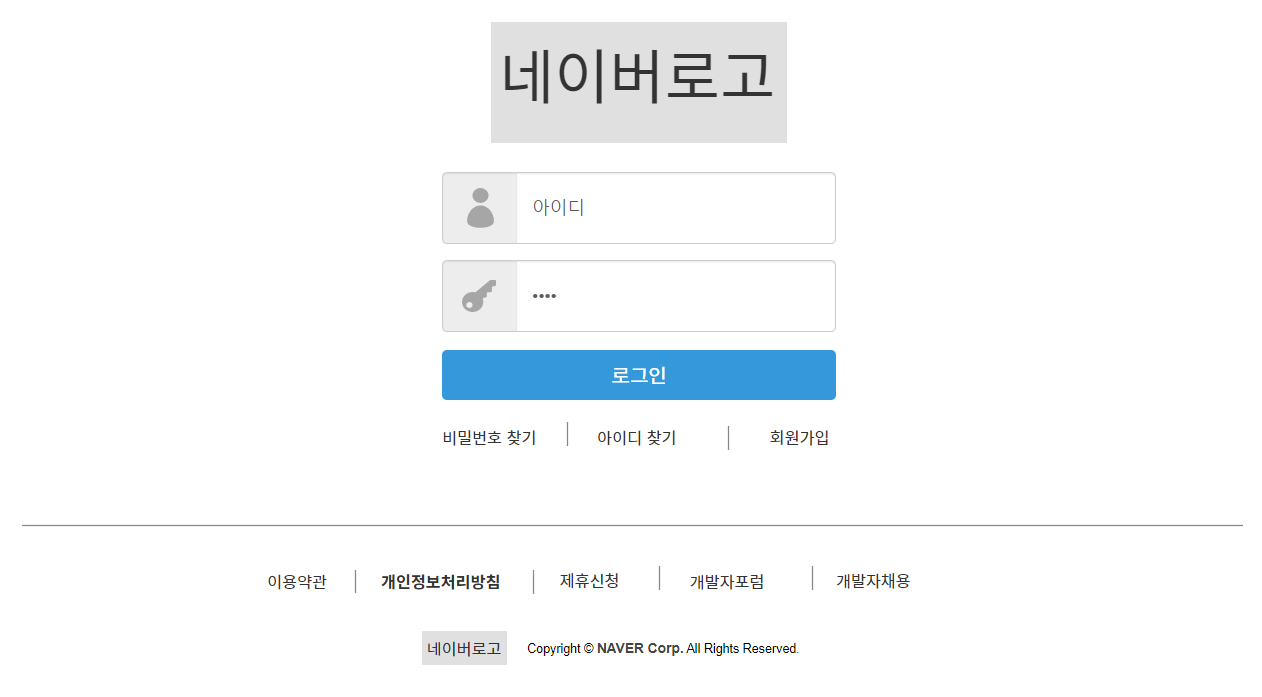 네이버로고
아이디
••••
로그인
비밀번호 찾기 | 아이디 찾기 | 회원가입
이용약관 | 개인정보처리방침 | 제휴신청 | 개발자포럼 | 개발자채용
네이버로고 Copyright © NAVER Corp. All Rights Reserved.